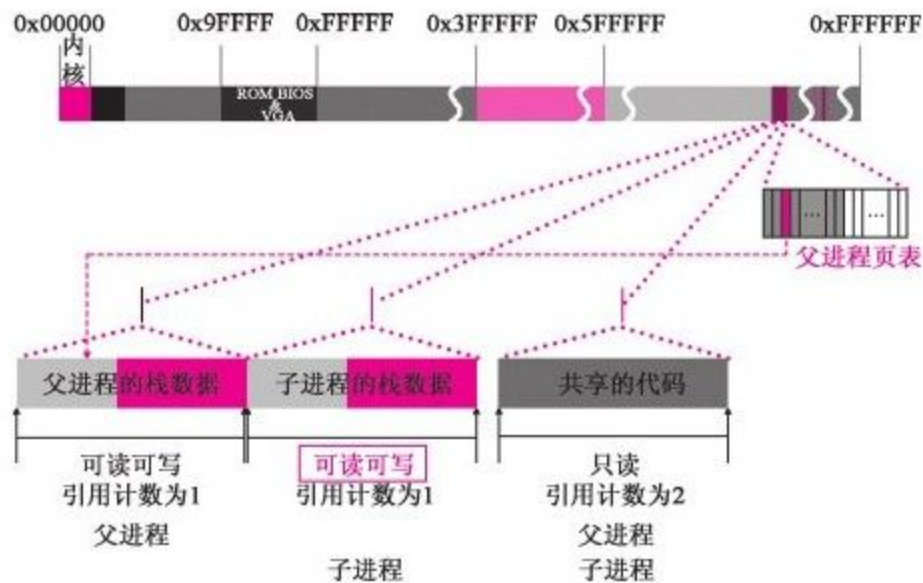 0x00000 0x9FFFF 0xFFFFF 0x3FFFFF 0x5FFFFF 0xFFFFFF
内
核
ROM BIOS
&
VGA
... ...
父进程页表
父进程的栈数据 子进程的栈数据 共享的代码
可读可写 可读可写 只读
引用计数为1 引用计数为1 引用计数为2
父进程 父进程
子进程 子进程